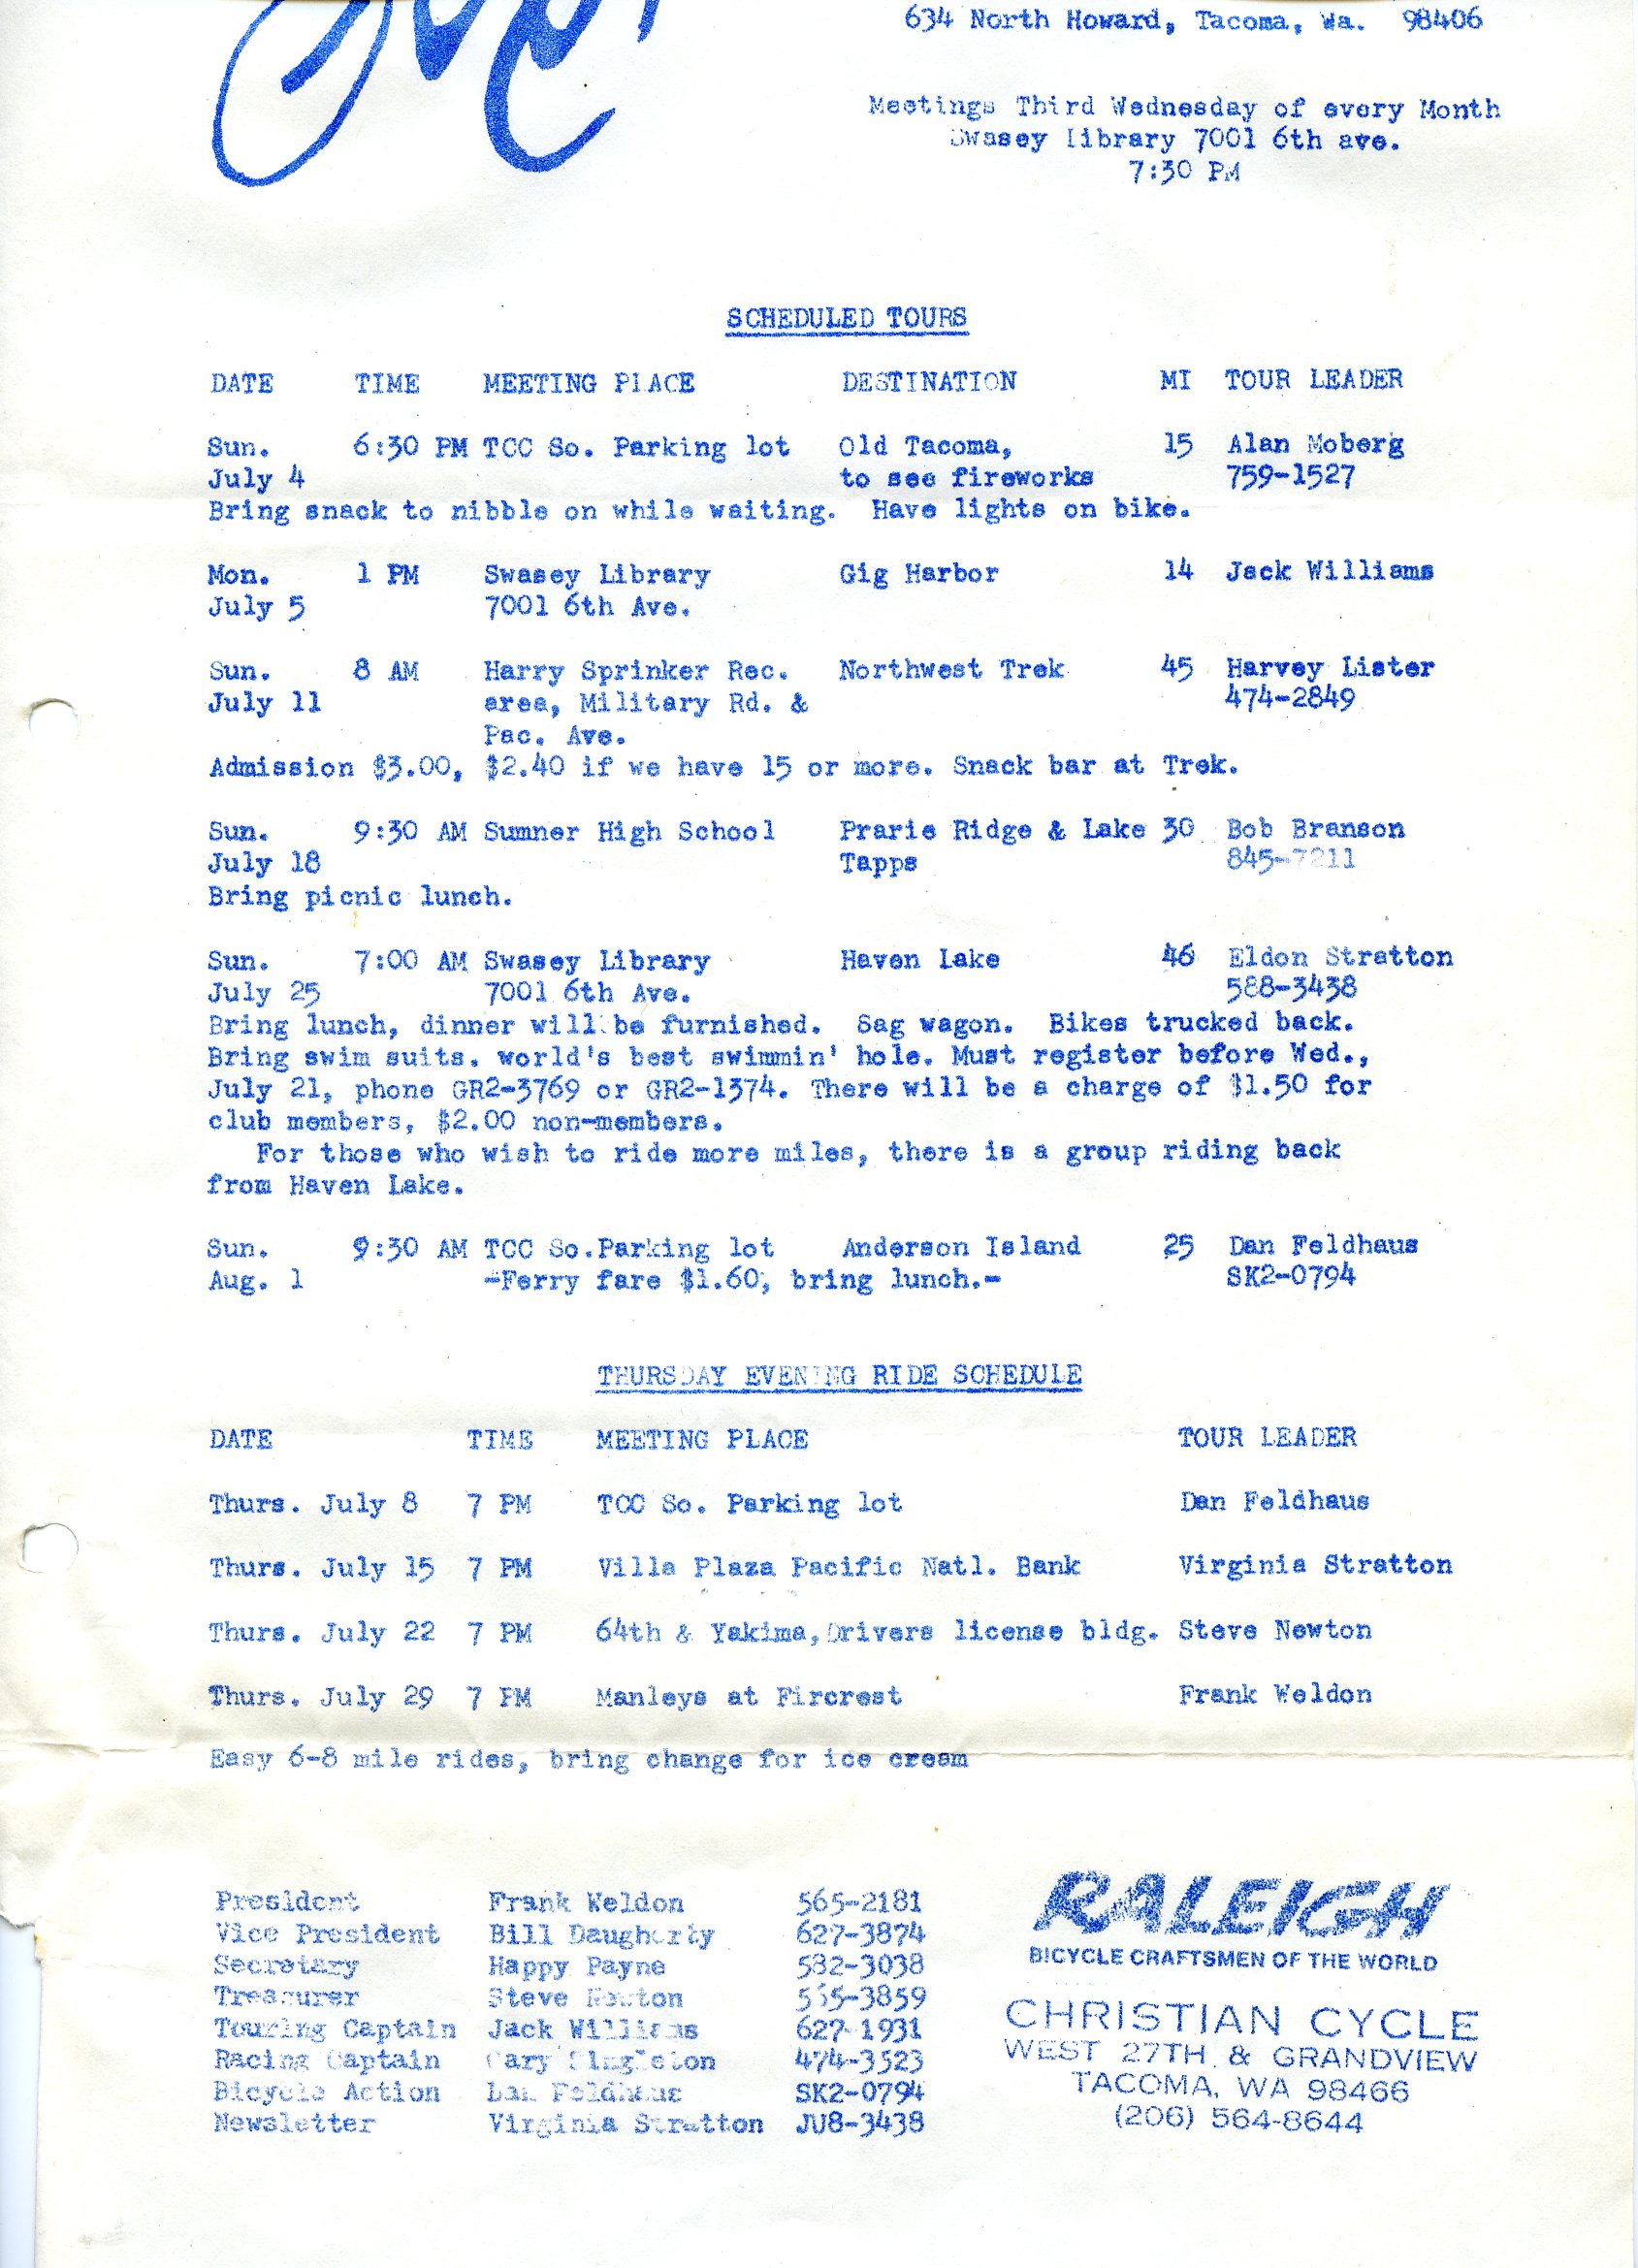 634 North Howard, Tacoma, Wa. 98406
Meetings Third Wednesday of every Month
Swasey Library 7001 6th ave.
7:30 PM
SCHEDULED TOURS
DATE TIME MEETING PLACE DESTINATION MI TOUR LEADER
Sun. 6:30 PM TCC So. Parking lot Old Tacoma, 15 Alan Moberg
July 4 to see fireworks 759-1527
Bring snack to nibble on while waiting. Have lights on bike.
Mon. 1 PM Swasey Library Gig Harbor 14 Jack Williams
July 5 7001 6th Ave.
Sun. 8 AM Harry Sprinker Rec. Northwest Trek 45 Harvey Lister
July 11 area, Military Rd. & 474-2849
Pac. Ave.
Admission $3.00, $2.40 if we have 15 or more. Snack bar at Trek.
Sun. 9:30 AM Sumner High School Prarie Ridge & Lake 30 Bob Branson
July 18 Tapps 845-7211
Bring picnic lunch.
Sun. 7:00 AM Swasey Library Haven Lake 46 Eldon Stratton
July 25 7001 6th Ave. 588-3438
Bring lunch, dinner will be furnished. Sag wagon. Bikes trucked back.
Bring swim suits. world's best swimmin' hole. Must register before Wed.,
July 21, phone GR2-3769 or GR2-1374. There will be a charge of $1.50 for
club members, $2.00 non-members.
For those who wish to ride more miles, there is a group riding back
from Haven Lake.
Sun. 9:30 AM TCC So.Parking lot Anderson Island 25 Dan Feldhaus
Aug. 1 -Ferry fare $1.60, bring lunch.- SK2-0794
THURSDAY EVENING RIDE SCHEDULE
DATE TIME MEETING PLACE TOUR LEADER
Thurs. July 8 7 PM TCC So. Parking lot Dan Feldhaus
Thurs. July 15 7 PM Villa Plaza Pacific Natl. Bank Virginia Stratton
Thurs. July 22 7 PM 64th & Yakima,Drivers license bldg. Steve Newton
Thurs. July 29 7 PM Manleys at Fircrest Frank Weldon
Easy 6-8 mile rides, bring change for ice cream
President Frank Weldon 565-2181
Vice President Bill Daugherty 627-3874
Secretary Happy Payne 582-3038
Treasurer Steve Newton
Touring Captain Jack Williams 627-1931
Racing Captain Gary Singleton 474-3523
Bicycle Action Dan Feldhaus SK2-0794
Newsletter Virginia Stratton JU8-3438
RALEIGH
BICYCLE CRAFTSMEN OF THE WORLD
CHRISTIAN CYCLE
WEST 27TH & GRANDVIEW
TACOMA, WA 98466
(206) 564-8644